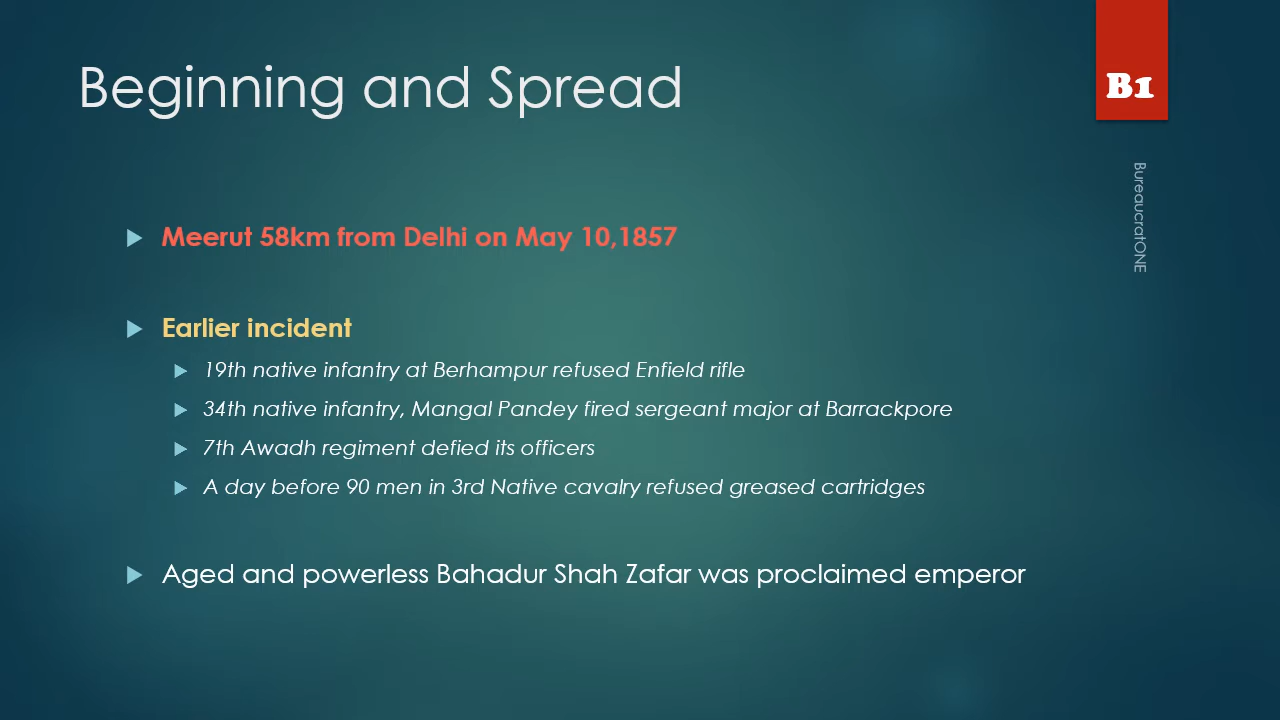 Beginning and Spread
B1
BureaucratONE
Meerut 58km from Delhi on May 10,1857
Earlier incident
19th native infantry at Berhampur refused Enfield rifle
34th native infantry, Mangal Pandey fired sergeant major at Barrackpore
7th Awadh regiment defied its officers
A day before 90 men in 3rd Native cavalry refused greased cartridges
Aged and powerless Bahadur Shah Zafar was proclaimed emperor